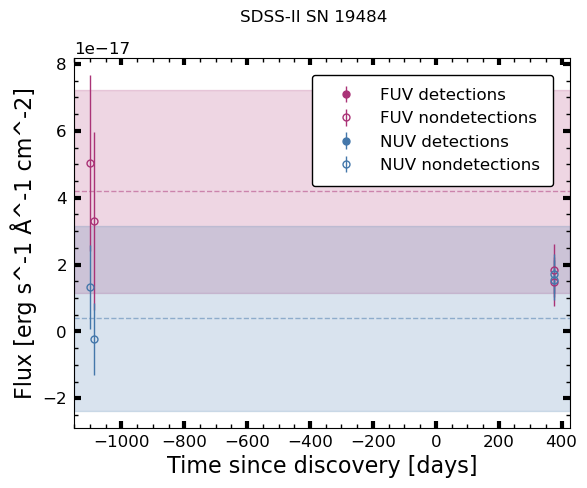 SDSS-II SN 19484
1e−17
8
6
4
2
0
−2
Flux [erg s^-1 Å^-1 cm^-2]
FUV detections
FUV nondetections
NUV detections
NUV nondetections
−1000 −800 −600 −400 −200 0 200 400
Time since discovery [days]